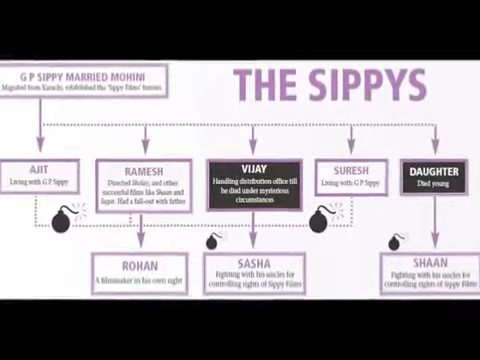 THE SIPPYS
G P SIPPY MARRIED MOHINI
Migrated from Karachi, established the 'Sippy Films' banner
AJIT
Living with G P Sippy
RAMESH
Directed Sholay, and other
successful Films like Shaan and
Sagar. Had a fall-out with father
VIJAY
Handling distribution office till
he died under mysterious
circumstances
SURESH
Living with G P Sippy
DAUGHTER
Died young
ROHAN
A filmmaker in his own right
SASHA
Fighting with his uncles for
controlling rights of Sippy Films
SHAAN
Fighting with his uncles for
controlling rights of Sippy Films